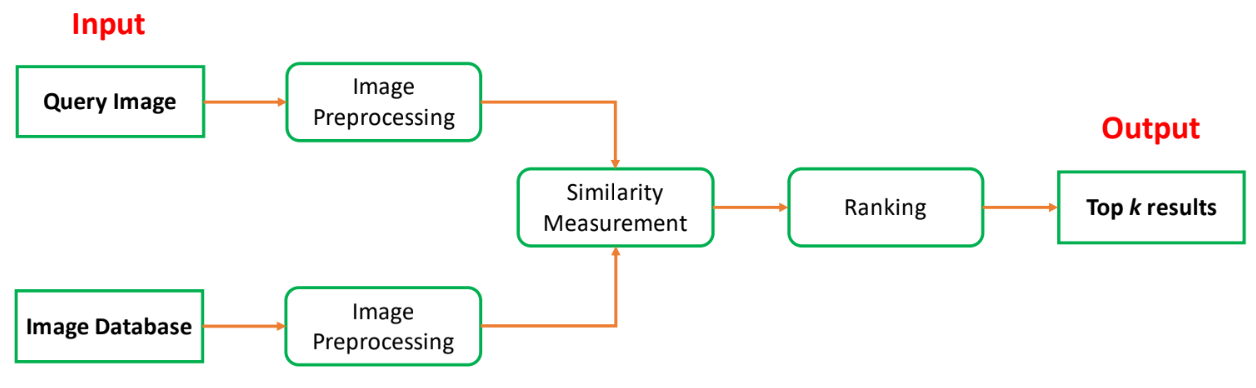 Input
Query Image
Image
Preprocessing
Output
Similarity
Measurement
Ranking
Top k results
Image Database
Image
Preprocessing